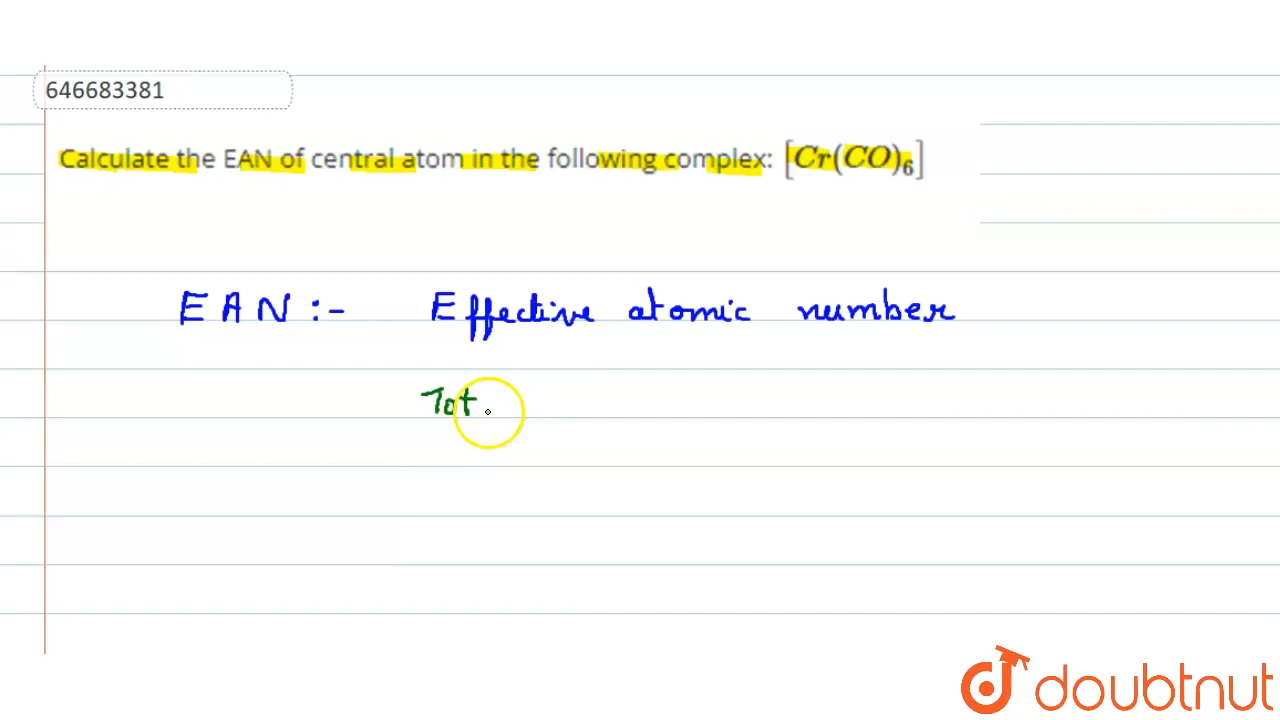 646683381
Calculate the EAN of central atom in the following complex: [Cr(CO)₆]
EAN :- Effective atomic number
Tot
doubtnut